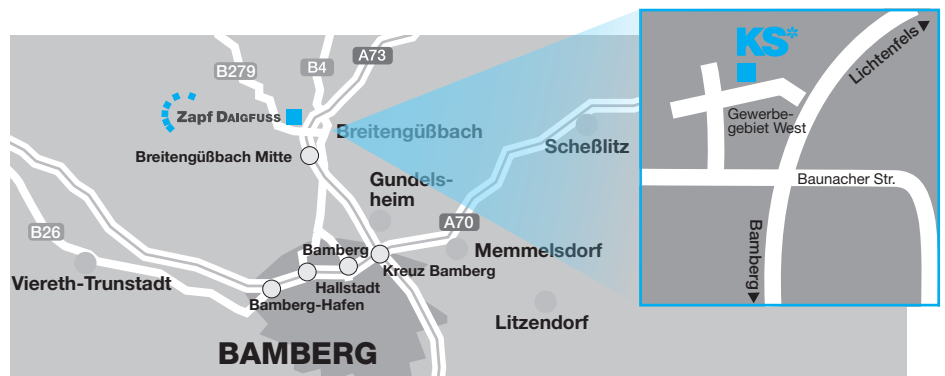 KS*
Lichtenfels
Gewerbe-
gebiet West
Baunacher Str.
Bamberg
A73
B4
B279
Zapf DAIGFUSS
Breitengüßbach
Scheßlitz
Breitengüßbach Mitte
Gundels-
heim
A70
B26
Bamberg
Memmelsdorf
Kreuz Bamberg
Viereth-Trunstadt
Hallstadt
Bamberg-Hafen
Litzendorf
BAMBERG